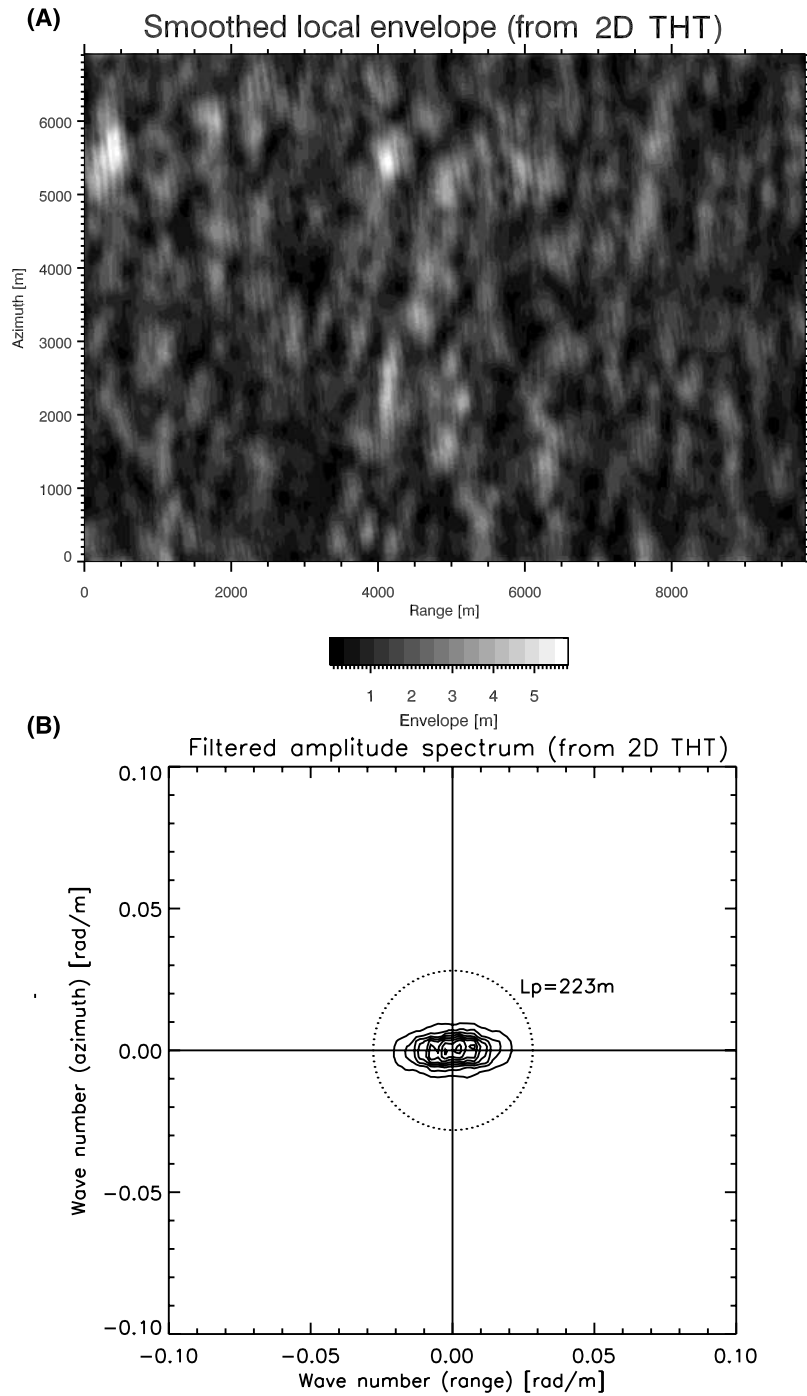 (A)
Smoothed local envelope (from 2D THT)
Azimuth [m]
6000
5000
4000
3000
2000
1000
0
0 2000 4000 6000 8000
Range [m]
1 2 3 4 5
Envelope [m]
(B)
Filtered amplitude spectrum (from 2D THT)
Wave number (azimuth) [rad/m]
0.10
0.05
Lp=223m
0.00
-0.05
-0.10
-0.10 -0.05 0.00 0.05 0.10
Wave number (range) [rad/m]